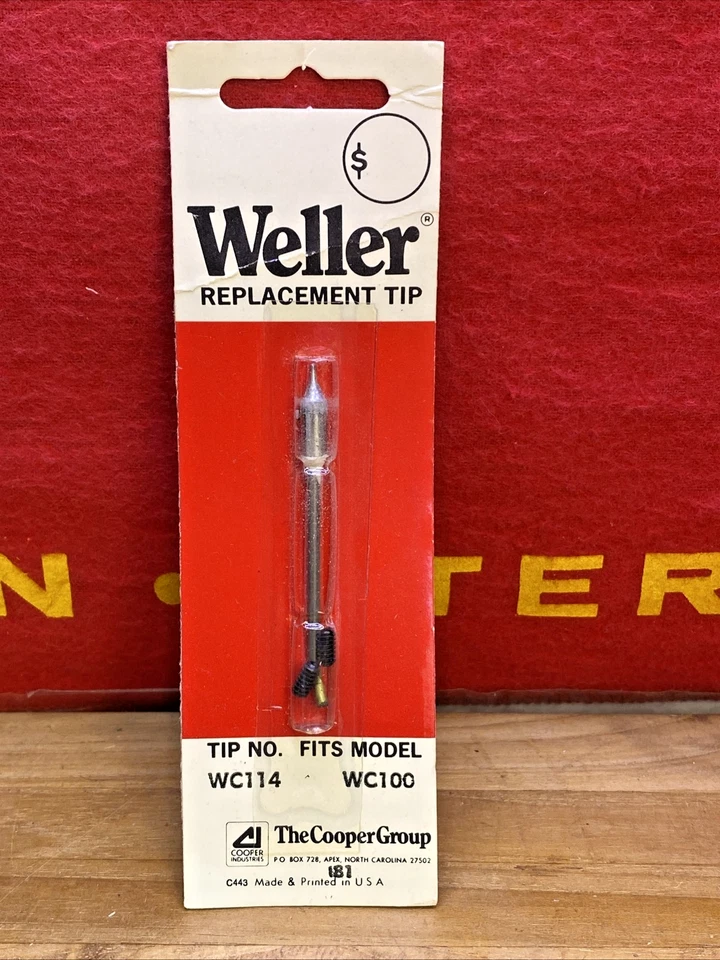 $
Weller®
REPLACEMENT TIP
N • TER
TIP NO. FITS MODEL
WC114 WC100
AI
COOPER
INDUSTRIES
The Cooper Group
P O BOX 728, APEX, NORTH CAROLINA 27502
181
C443 Made & Printed in U S A